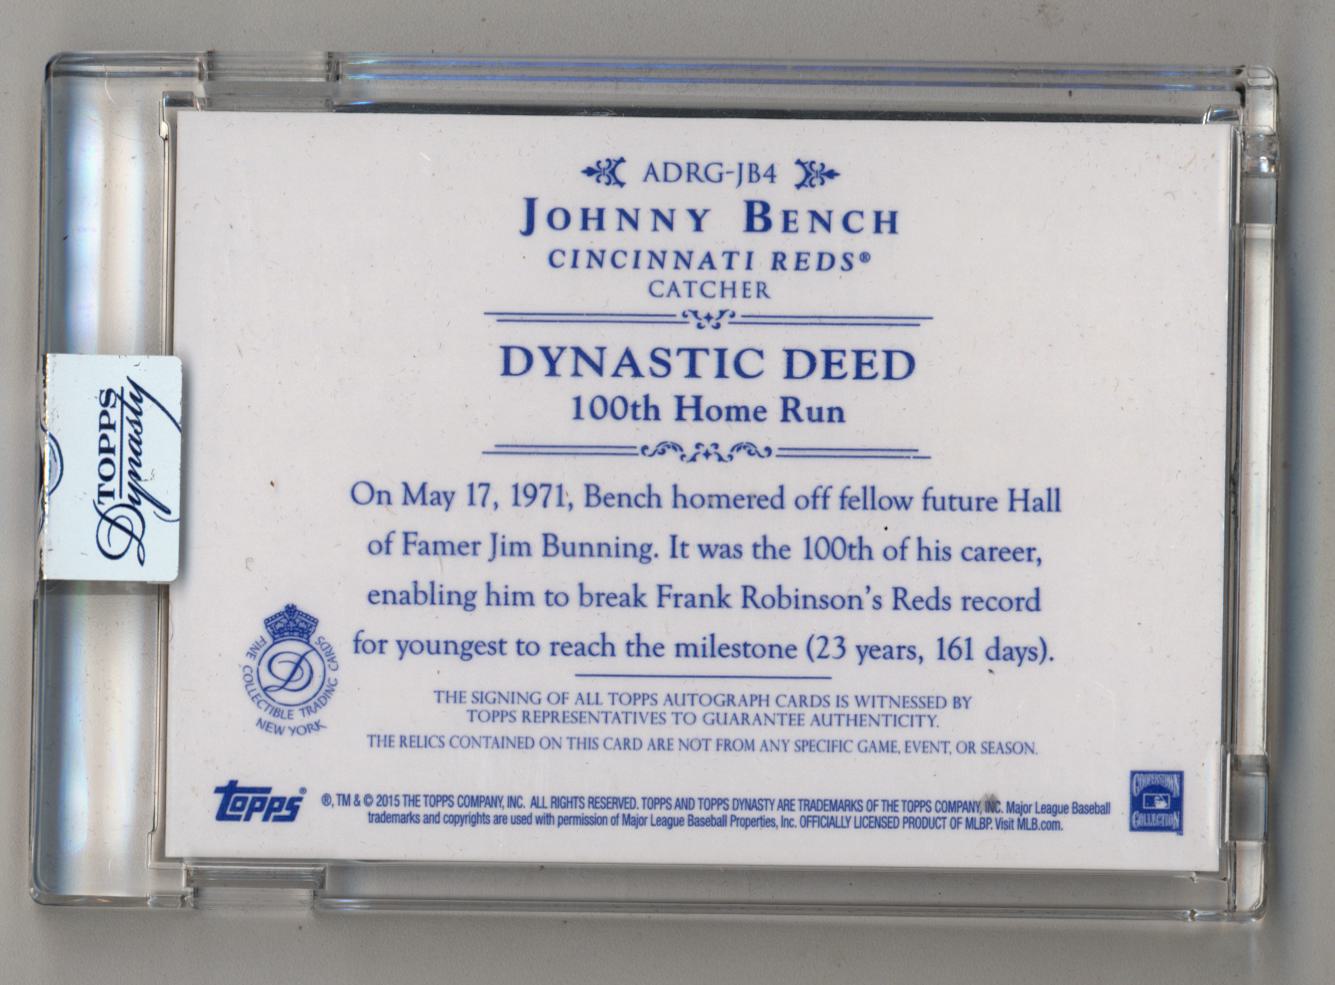 ADRG-JB4
JOHNNY BENCH
CINCINNATI REDS®
CATCHER
DYNASTIC DEED
100th Home Run
On May 17, 1971, Bench homered off fellow future Hall
of Famer Jim Bunning. It was the 100th of his career,
enabling him to break Frank Robinson's Reds record
for youngest to reach the milestone (23 years, 161 days).
THE SIGNING OF ALL TOPPS AUTOGRAPH CARDS IS WITNESSED BY
TOPPS REPRESENTATIVES TO GUARANTEE AUTHENTICITY.
THE RELICS CONTAINED ON THIS CARD ARE NOT FROM ANY SPECIFIC GAME, EVENT, OR SEASON.
TOPPS
Dynasty
D
FINE COLLECTIBLE TRADING CARDS
NEW YORK
topps®
®, TM & © 2015 THE TOPPS COMPANY, INC. ALL RIGHTS RESERVED. TOPPS AND TOPPS DYNASTY ARE TRADEMARKS OF THE TOPPS COMPANY, INC. Major League Baseball
trademarks and copyrights are used with permission of Major League Baseball Properties, Inc. OFFICIALLY LICENSED PRODUCT OF MLBP. Visit MLB.com.
COOPERSTOWN
COLLECTION